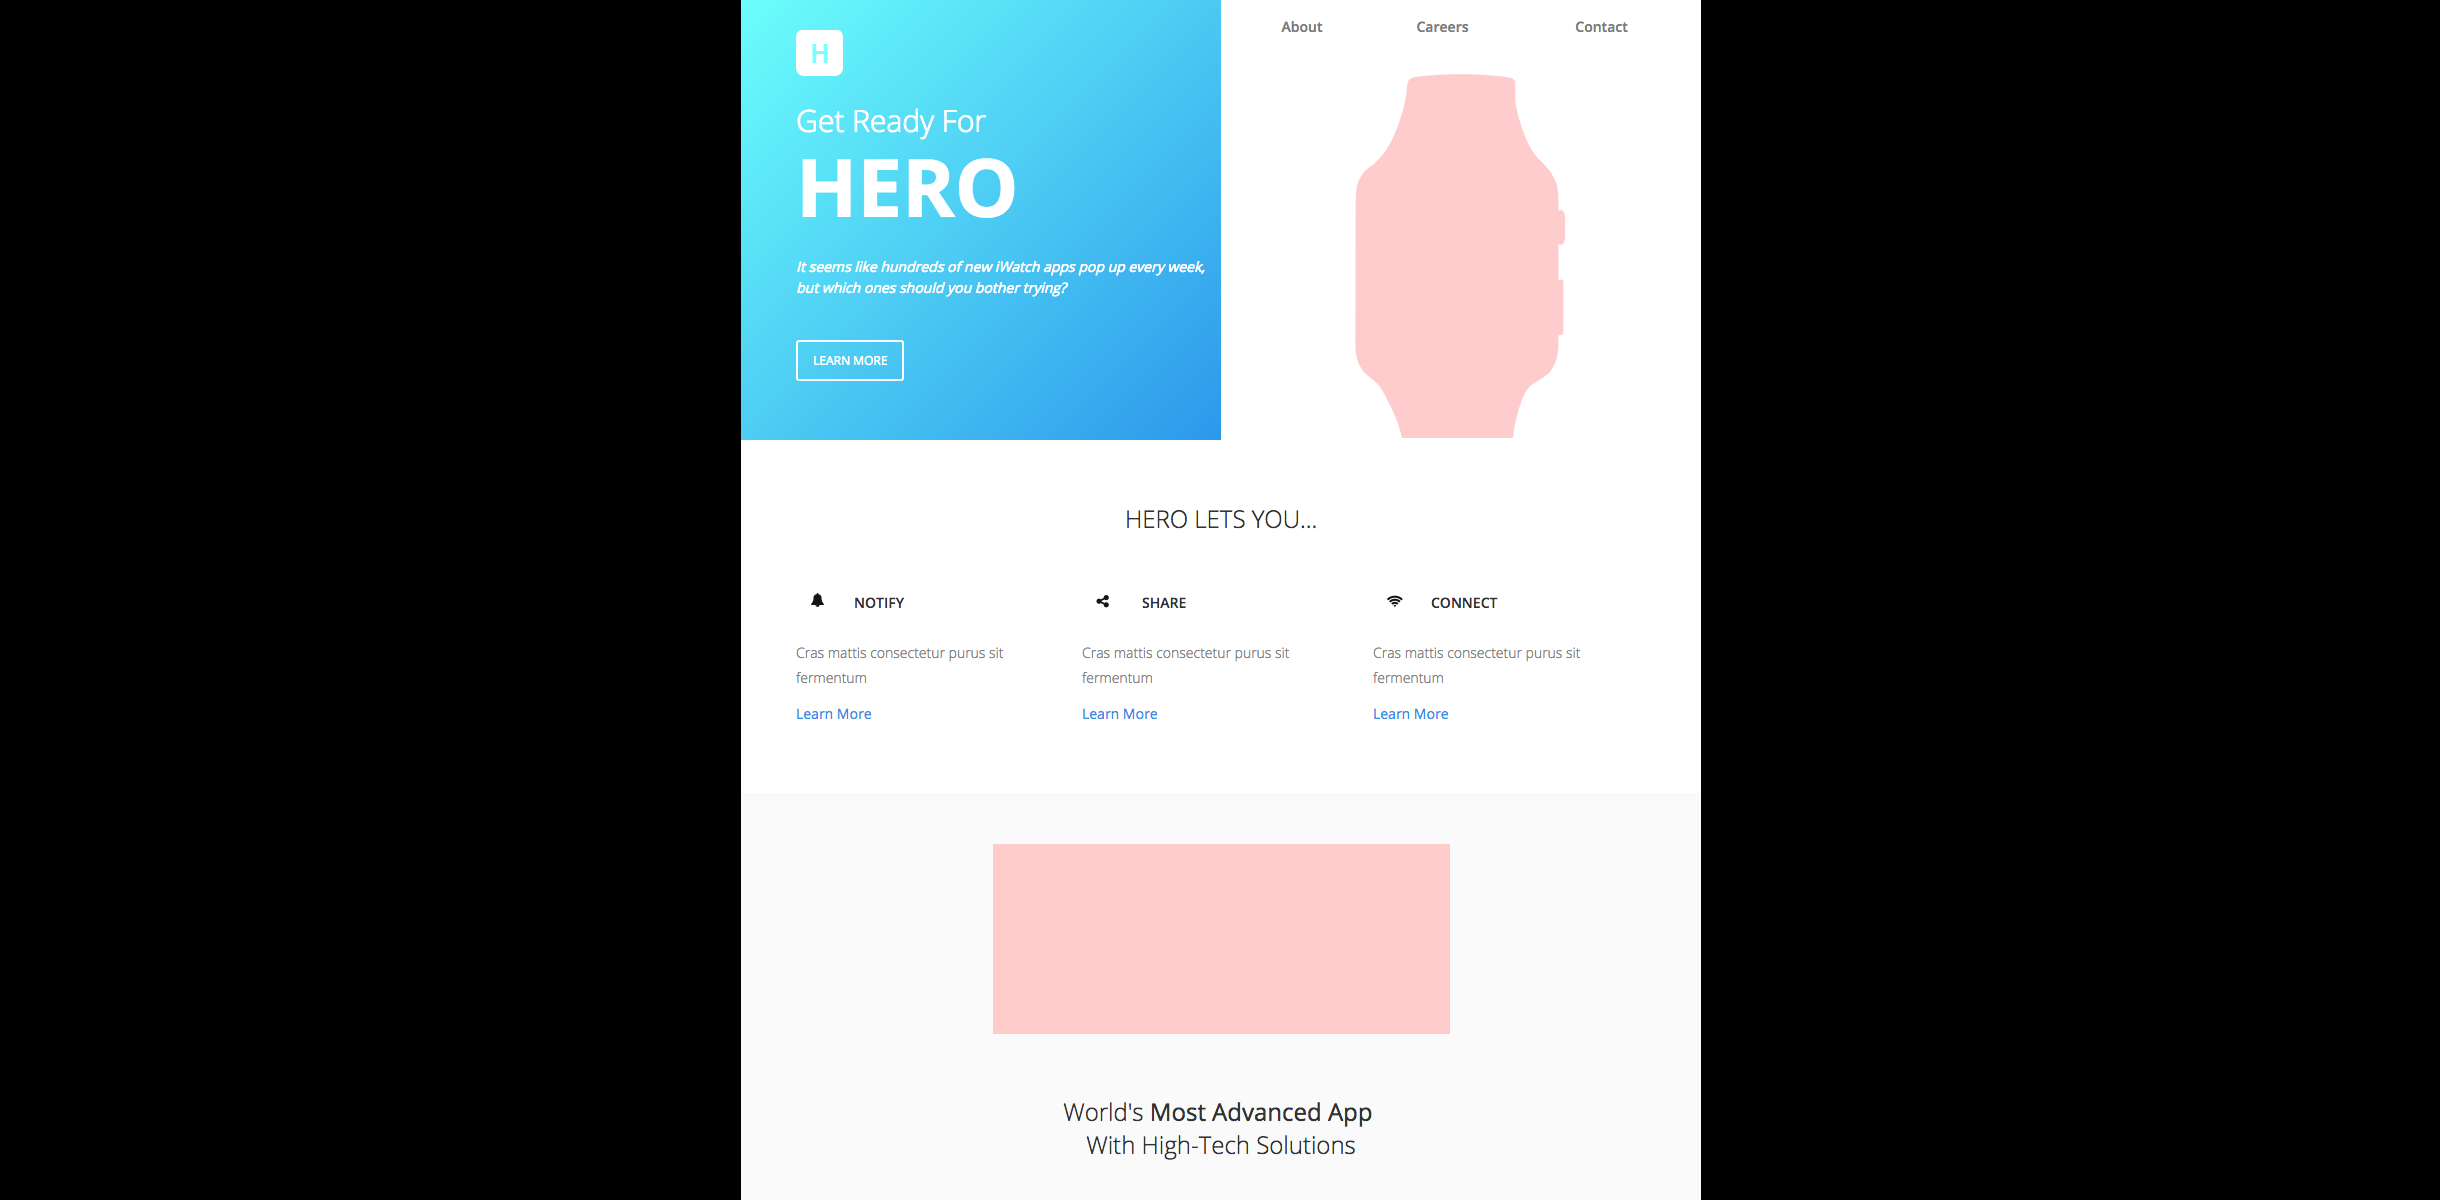 H
About
Careers
Contact
Get Ready For
HERO
It seems like hundreds of new iWatch apps pop up every week,
but which ones should you bother trying?
LEARN MORE
HERO LETS YOU...
NOTIFY
Cras mattis consectetur purus sit
fermentum
Learn More
SHARE
Cras mattis consectetur purus sit
fermentum
Learn More
CONNECT
Cras mattis consectetur purus sit
fermentum
Learn More
World's Most Advanced App
With High-Tech Solutions